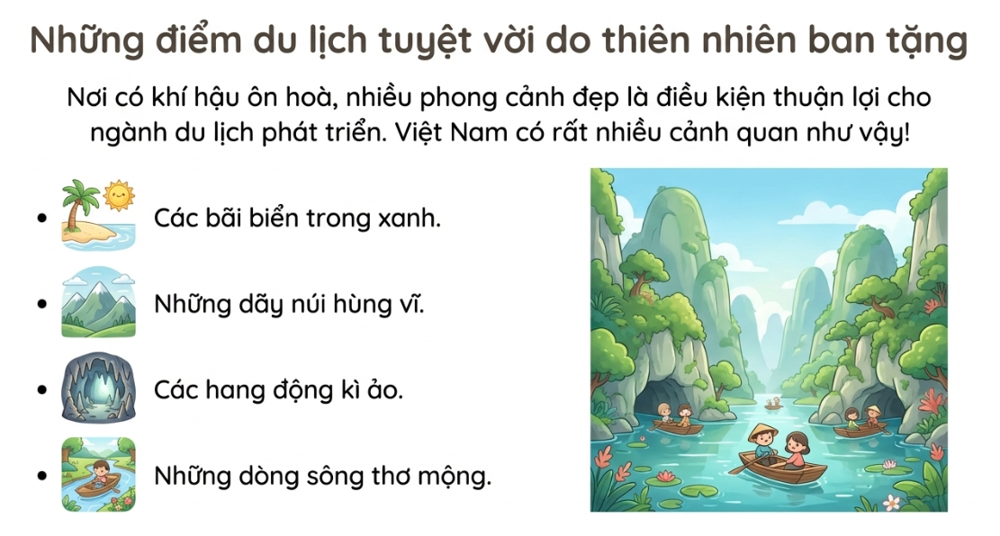 Những điểm du lịch tuyệt vời do thiên nhiên ban tặng
Nơi có khí hậu ôn hoà, nhiều phong cảnh đẹp là điều kiện thuận lợi cho
ngành du lịch phát triển. Việt Nam có rất nhiều cảnh quan như vậy!
Các bãi biển trong xanh.
Những dãy núi hùng vĩ.
Các hang động kì ảo.
Những dòng sông thơ mộng.